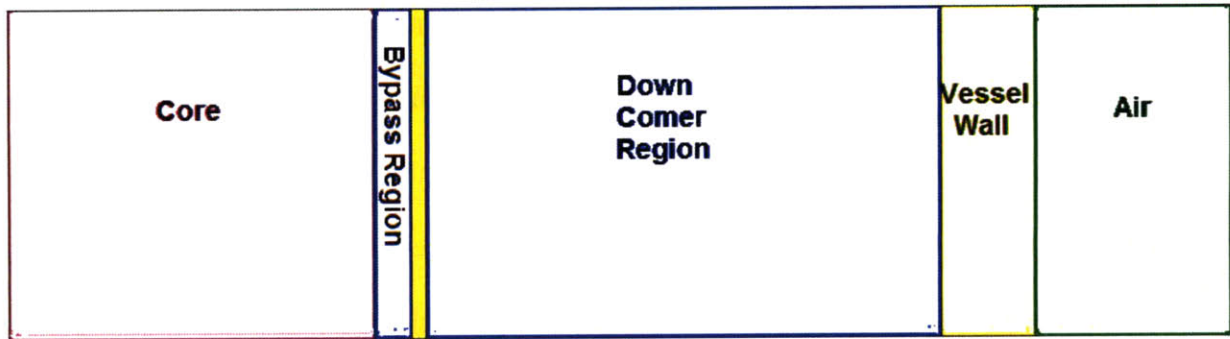 Core
Bypass Region
Down
Comer
Region
Vessel
Wall
Air